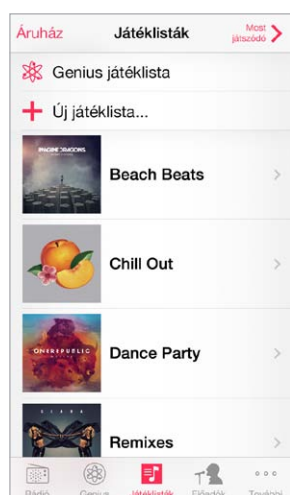 Áruház
Játéklisták
Most
játszódó
Genius játéklista
Új játéklista...
IMAGINE DRAGONS
Beach Beats
Chill Out
ONEREPUBLIC
Dance Party
CIARA
Remixes
Rádió
Genius
Játéklisták
Előadók
További